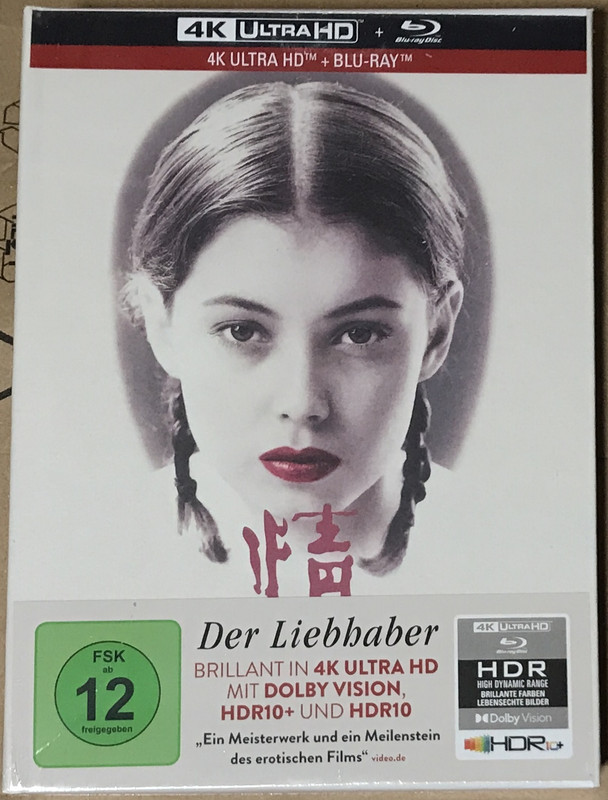 4K ULTRA HD + Blu-ray Disc
4K ULTRA HD™ + BLU-RAY™
情
Der Liebhaber
BRILLANT IN 4K ULTRA HD
MIT DOLBY VISION,
HDR10+ UND HDR10
„Ein Meisterwerk und ein Meilenstein
des erotischen Films“ video.de
FSK
ab
12
freigegeben
4K ULTRA HD
Blu-ray Disc
HDR
HIGH DYNAMIC RANGE
BRILLANTE FARBEN
LEBENSECHTE BILDER
Dolby Vision
HDR10+